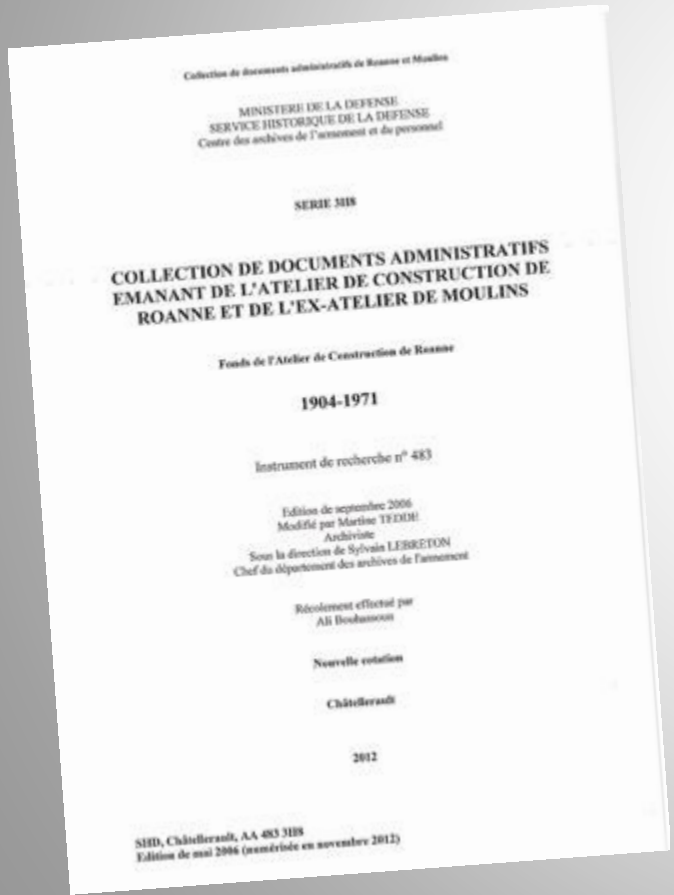 Collection de documents administratifs de Roanne et Moulins
MINISTERE DE LA DEFENSE
SERVICE HISTORIQUE DE LA DEFENSE
Centre des archives de l'armement et du personnel
SERIE 3H8
COLLECTION DE DOCUMENTS ADMINISTRATIFS
EMANANT DE L'ATELIER DE CONSTRUCTION DE
ROANNE ET DE L'EX-ATELIER DE MOULINS
Fonds de l'Atelier de Construction de Roanne
1904-1971
Instrument de recherche n° 483
Edition de septembre 2006
Modifié par Martine TEDDE
Archiviste
Sous la direction de Sylvain LEBRETON
Chef du département des archives de l'armement
Récolement effectué par
Ali Bouhassoun
Nouvelle cotation
Châtellerault
2012
SHD, Châtellerault, AA 483 3H8
Edition de mai 2006 (numérisée en novembre 2012)